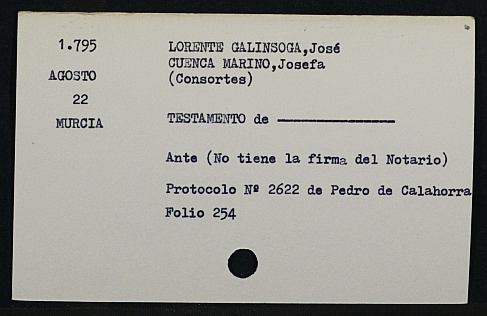 1.795
AGOSTO
22
MURCIA
LORENTE GALINSOGA,José
CUENCA MARINO,Josefa
(Consortes)
TESTAMENTO de ————————
Ante (No tiene la firma del Notario)
Protocolo Nº 2622 de Pedro de Calahorra
Folio 254